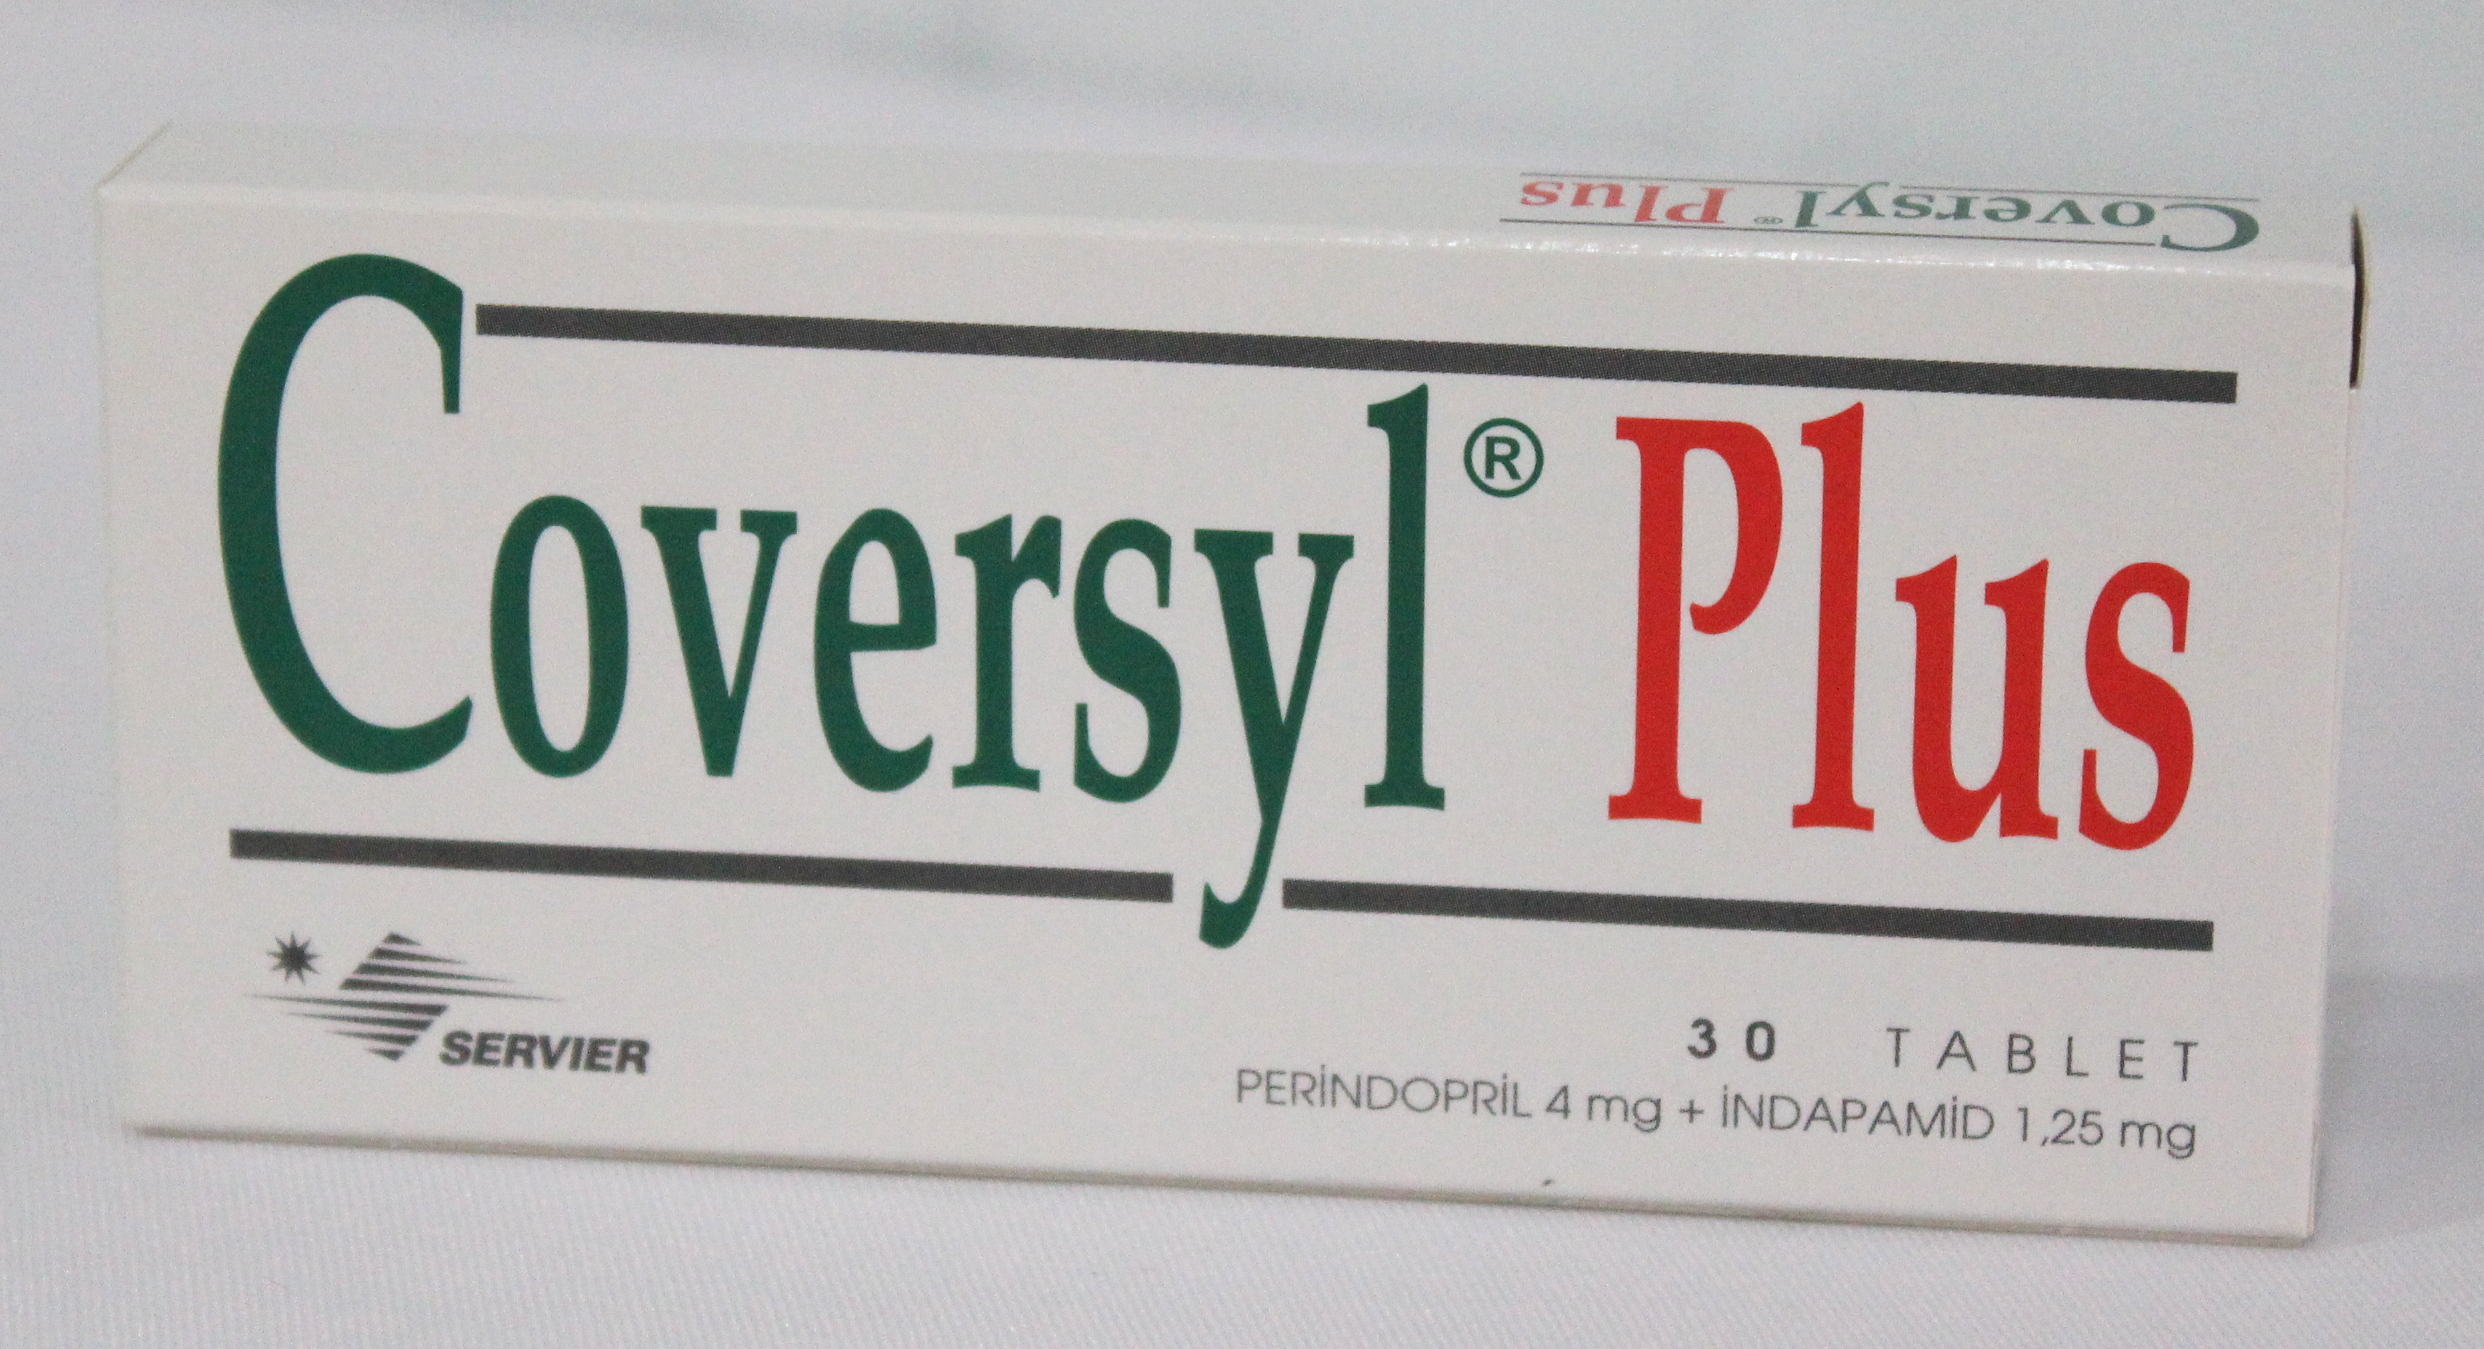 Coversyl® Plus
Coversyl® Plus
SERVIER
30 TABLET
PERİNDOPRİL 4 mg + İNDAPAMİD 1,25 mg